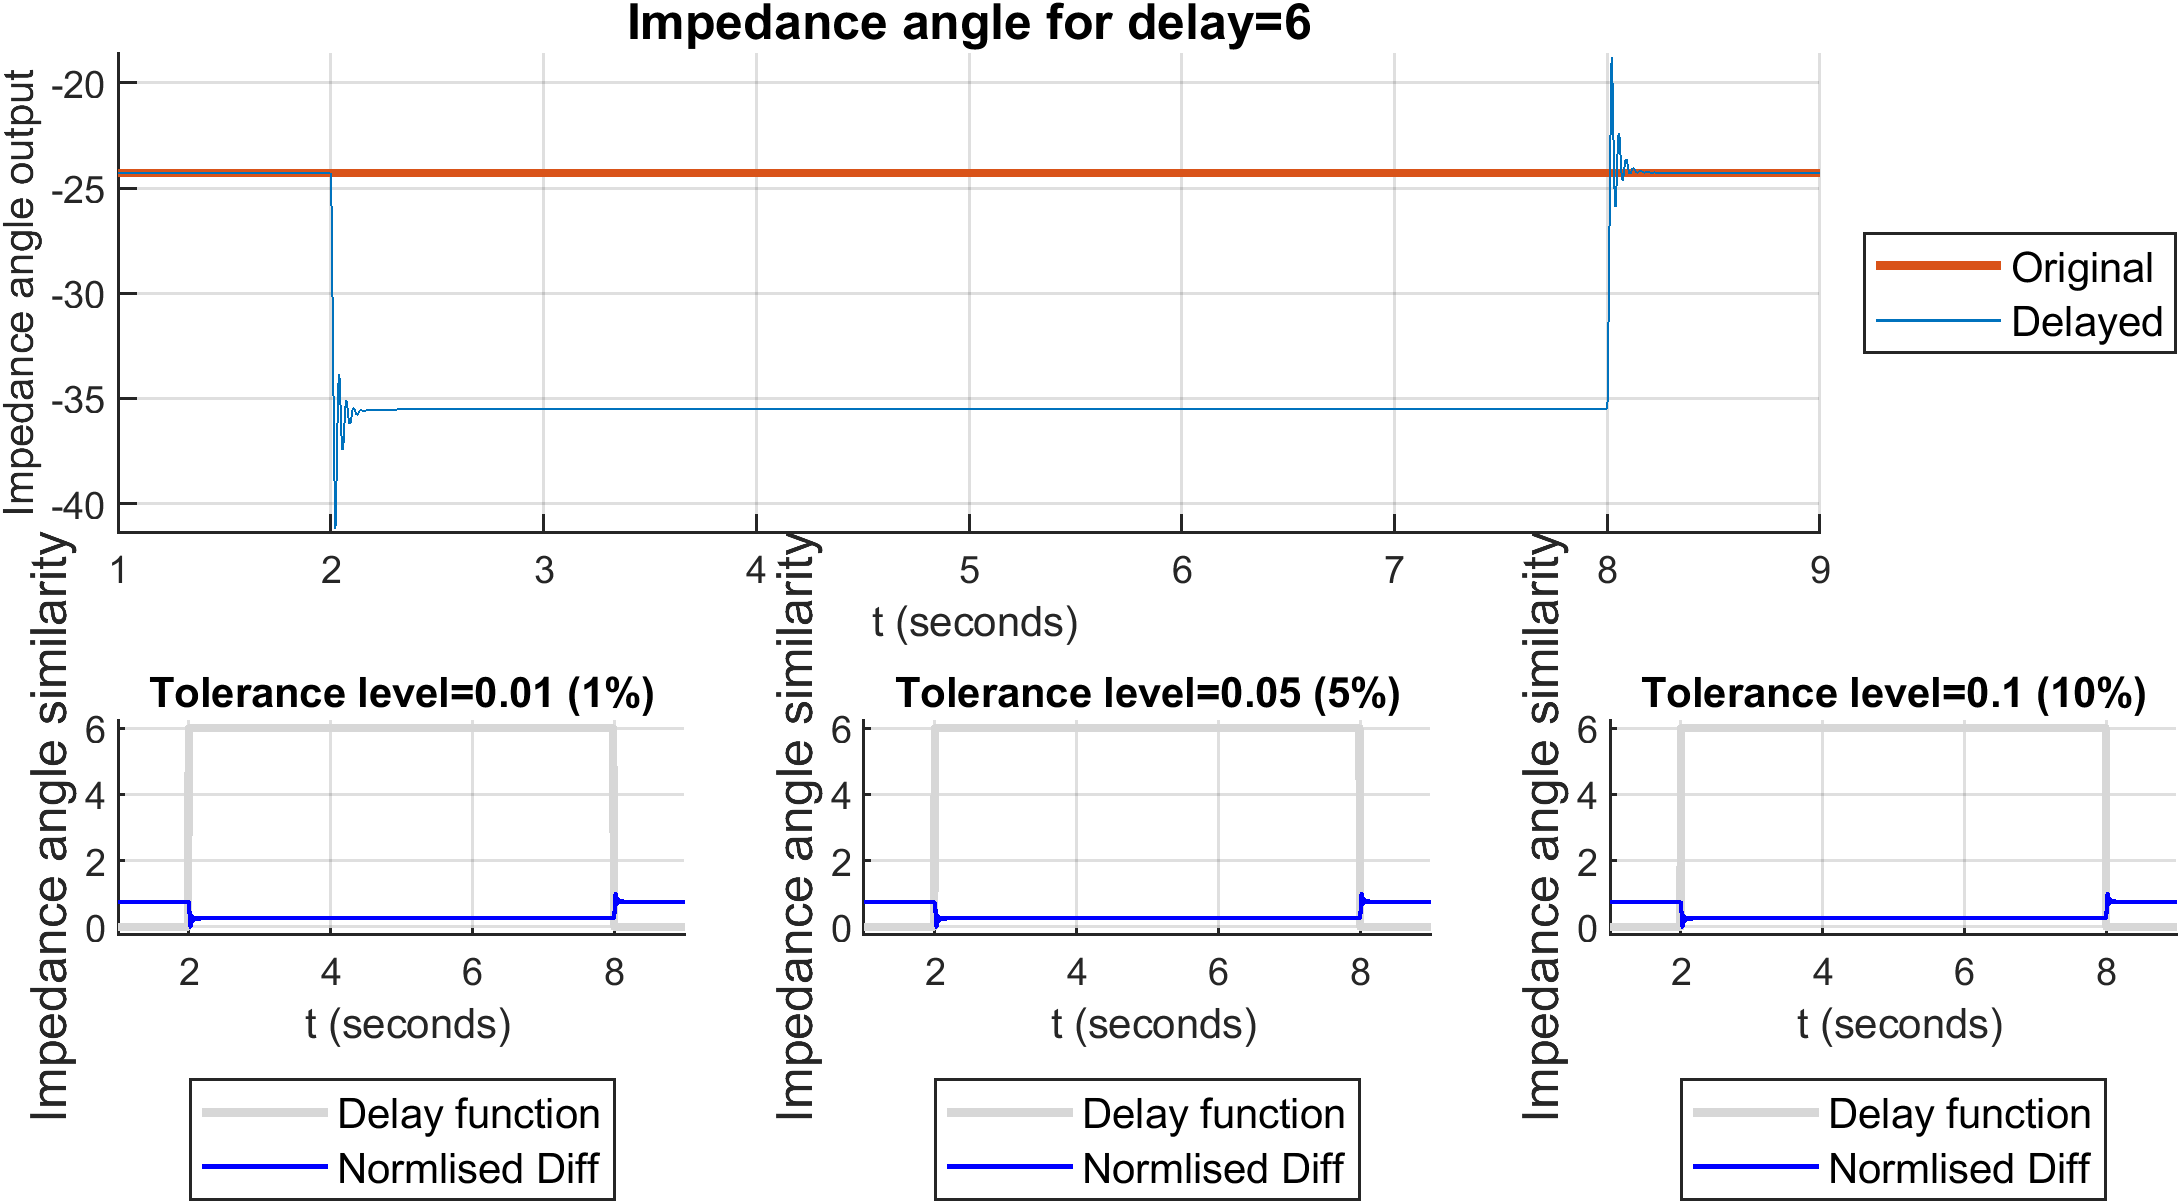 Impedance angle for delay=6
Impedance angle output
-20
-25
-30
-35
-40
1 2 3 4 5 6 7 8 9
t (seconds)
Original
Delayed
Impedance angle similarity
Tolerance level=0.01 (1%)
6
4
2
0
2 4 6 8
t (seconds)
Delay function
Normlised Diff
Impedance angle similarity
Tolerance level=0.05 (5%)
6
4
2
0
2 4 6 8
t (seconds)
Delay function
Normlised Diff
Impedance angle similarity
Tolerance level=0.1 (10%)
6
4
2
0
2 4 6 8
t (seconds)
Delay function
Normlised Diff